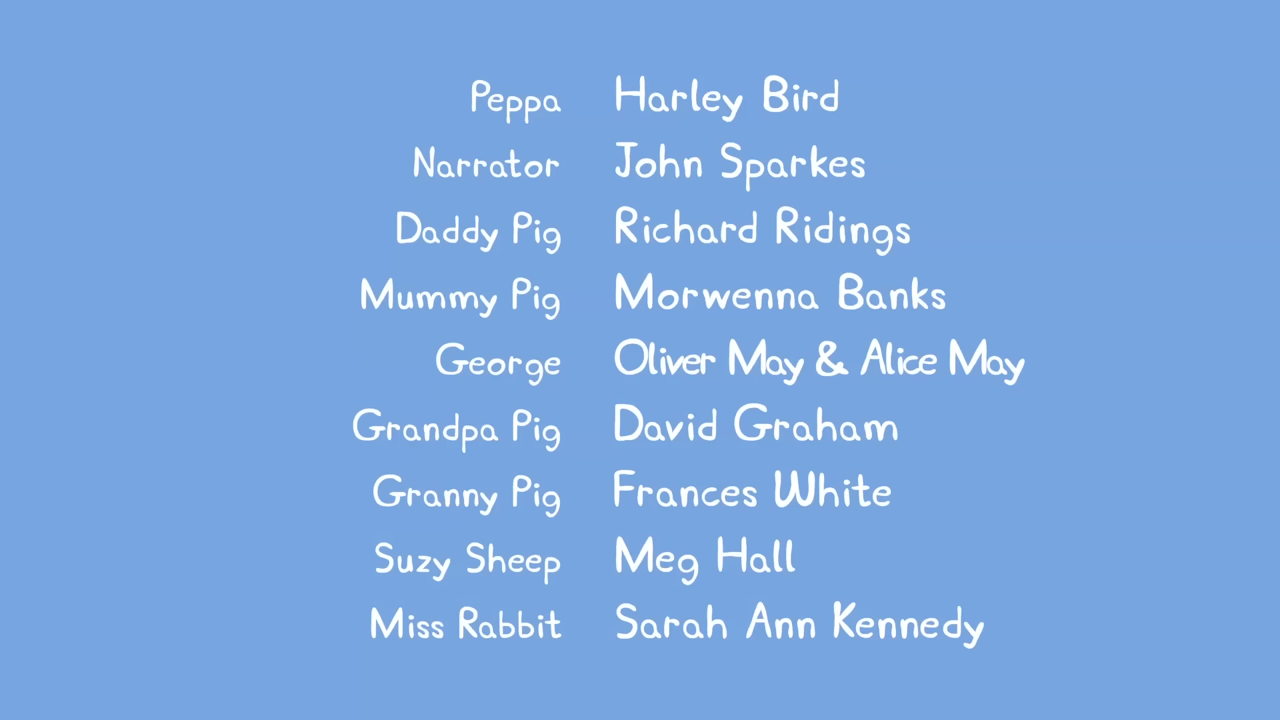 Peppa Harley Bird
Narrator John Sparkes
Daddy Pig Richard Ridings
Mummy Pig Morwenna Banks
George Oliver May & Alice May
Grandpa Pig David Graham
Granny Pig Frances White
Suzy Sheep Meg Hall
Miss Rabbit Sarah Ann Kennedy